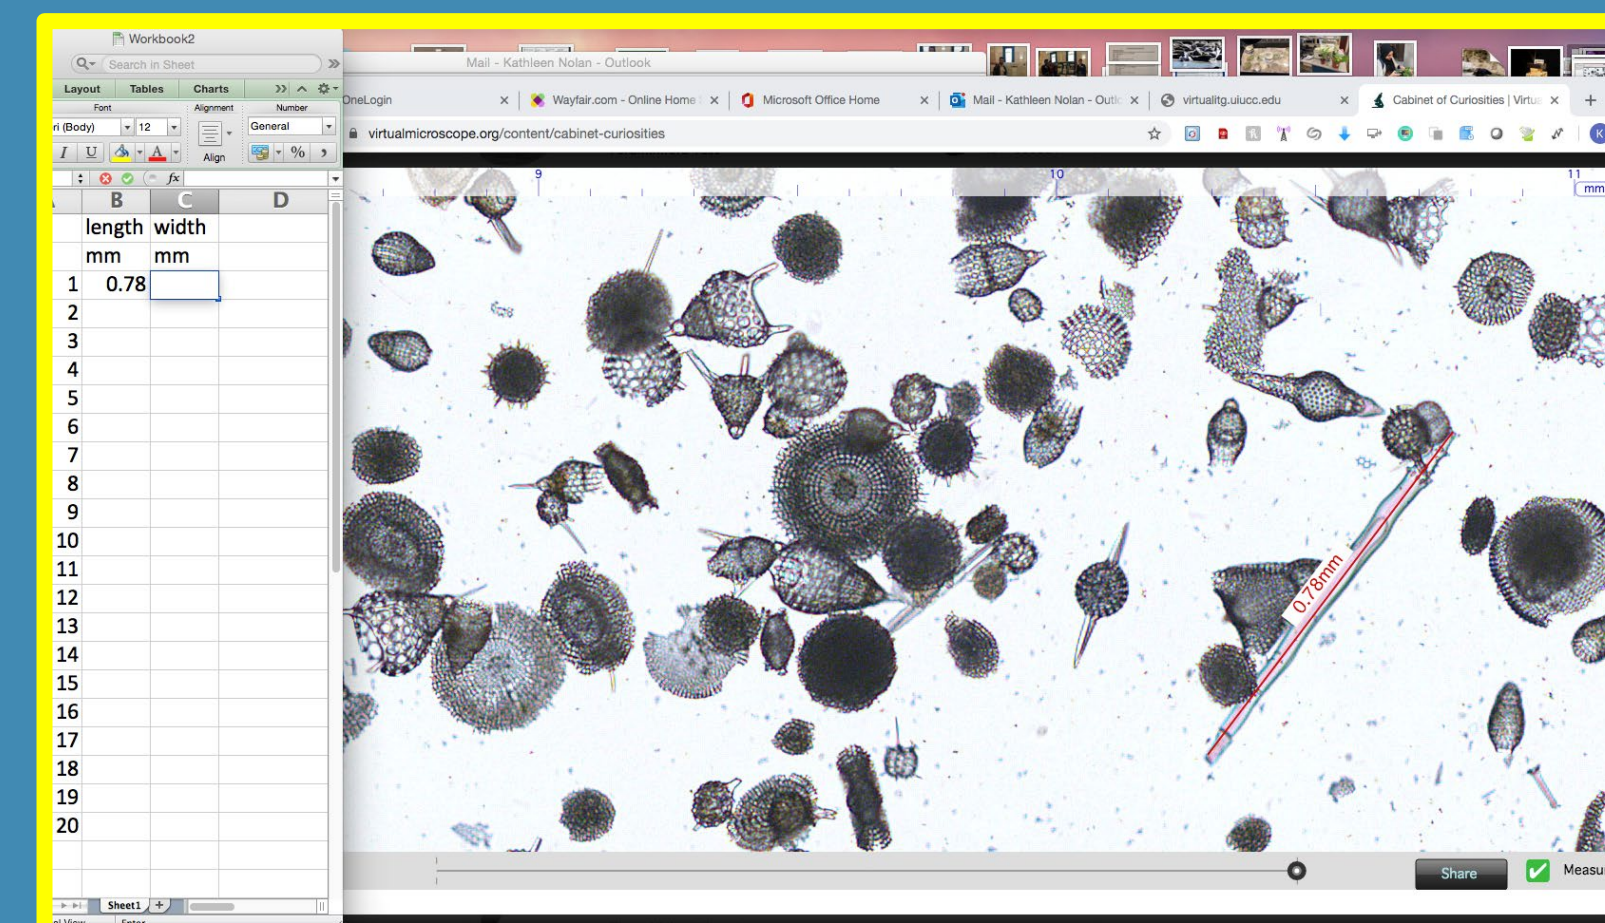 Workbook2
Search in Sheet
Layout Tables Charts
Font Alignment Number
ri (Body) 12 General
I U A Align % ,
fx
B C D
length width
mm mm
1 0.78
2
3
4
5
6
7
8
9
10
11
12
13
14
15
16
17
18
19
20
Sheet1 +
Enter
Mail - Kathleen Nolan - Outlook
OneLogin × Wayfair.com - Online Home × Microsoft Office Home × Mail - Kathleen Nolan - Outlo × virtualitg.uiucc.edu × Cabinet of Curiosities | Virtua × +
virtualmicroscope.org/content/cabinet-curiosities K
9 10 11
mm
0.78mm
Share Measu